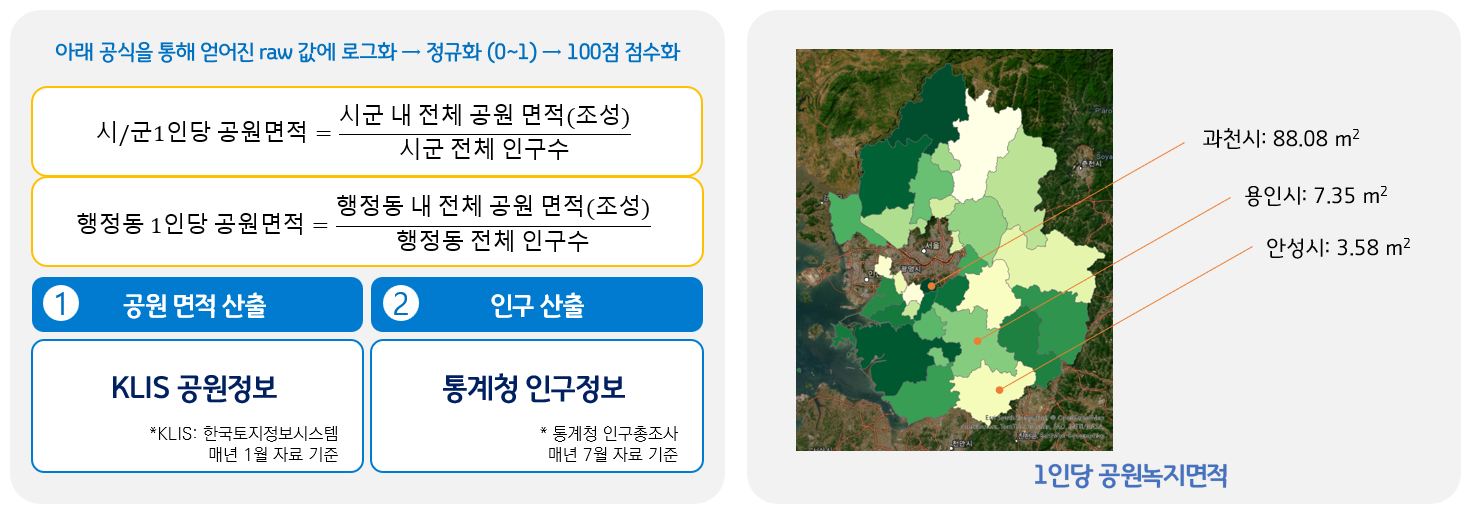 아래 공식을 통해 얻어진 raw 값에 로그화 → 정규화 (0~1) → 100점 점수화
시/군1인당 공원면적 = 시군 내 전체 공원 면적(조성)
시군 전체 인구수
행정동 1인당 공원면적 = 행정동 내 전체 공원 면적(조성)
행정동 전체 인구수
1 공원 면적 산출
2 인구 산출
KLIS 공원정보
*KLIS: 한국토지정보시스템
매년 1월 자료 기준
통계청 인구정보
* 통계청 인구총조사
매년 7월 자료 기준
과천시: 88.08 m²
용인시: 7.35 m²
안성시: 3.58 m²
춘천시
서울
천안시
1인당 공원녹지면적